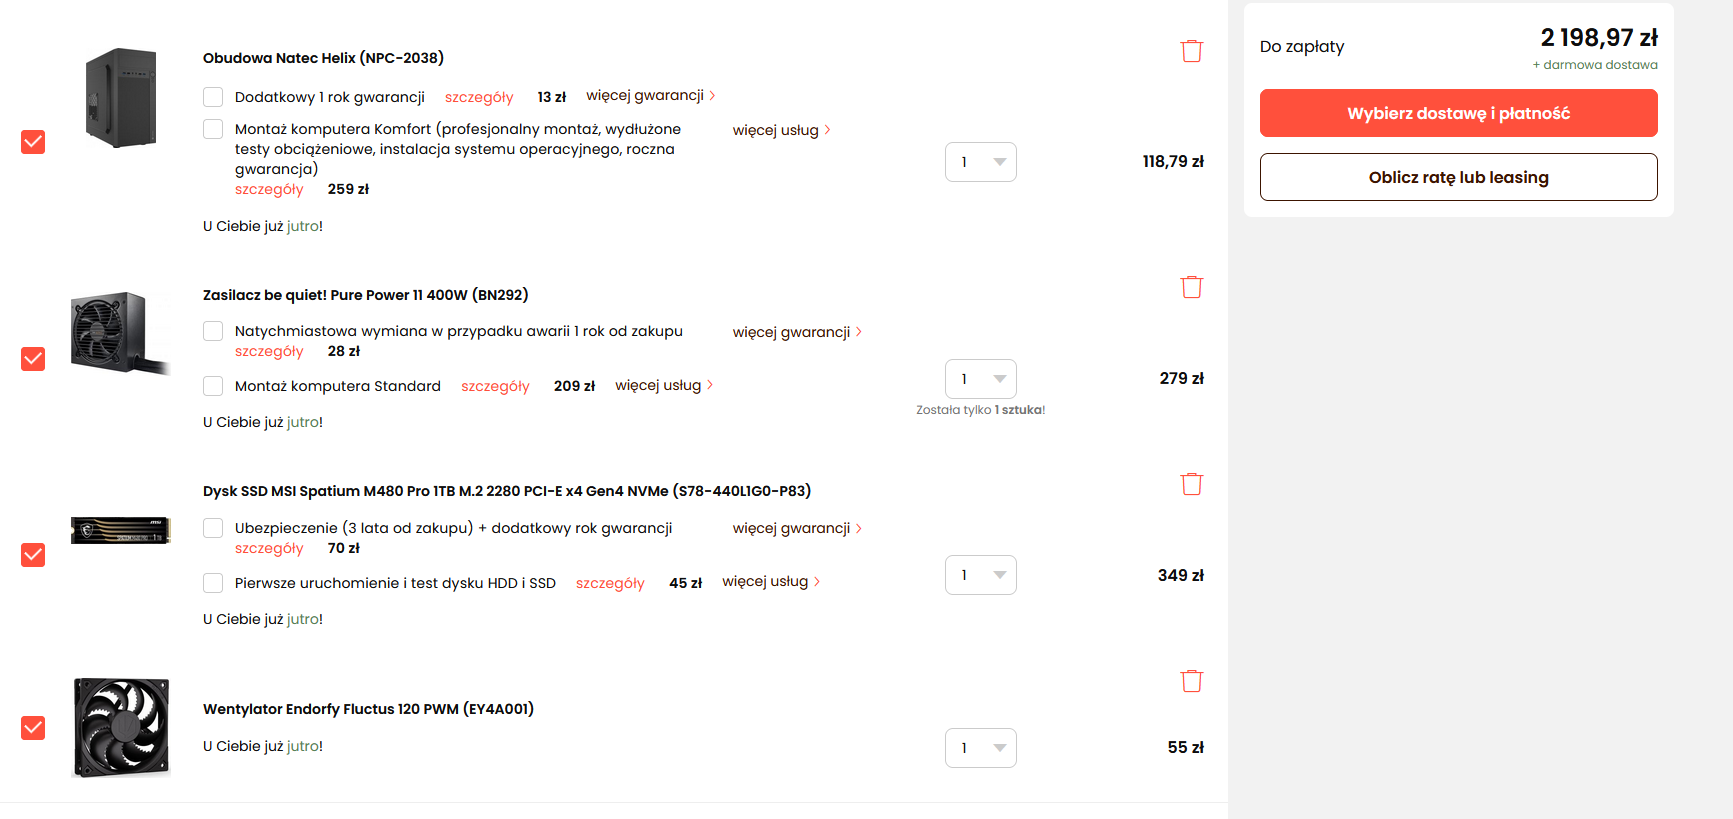 Obudowa Natec Helix (NPC-2038)
Dodatkowy 1 rok gwarancji szczegóły 13 zł więcej gwarancji
Montaż komputera Komfort (profesjonalny montaż, wydłużone
testy obciążeniowe, instalacja systemu operacyjnego, roczna
gwarancja)
szczegóły 259 zł
więcej usług
1
118,79 zł
U Ciebie już jutro!
Zasilacz be quiet! Pure Power 11 400W (BN292)
Natychmiastowa wymiana w przypadku awarii 1 rok od zakupu
szczegóły 28 zł
więcej gwarancji
Montaż komputera Standard szczegóły 209 zł więcej usług
1
Została tylko 1 sztuka!
279 zł
U Ciebie już jutro!
Dysk SSD MSI Spatium M480 Pro 1TB M.2 2280 PCI-E x4 Gen4 NVMe (S78-440L1G0-P83)
Ubezpieczenie (3 lata od zakupu) + dodatkowy rok gwarancji
szczegóły 70 zł
więcej gwarancji
Pierwsze uruchomienie i test dysku HDD i SSD szczegóły 45 zł więcej usług
1
349 zł
U Ciebie już jutro!
Wentylator Endorfy Fluctus 120 PWM (EY4A001)
U Ciebie już jutro!
1
55 zł
Do zapłaty
2 198,97 zł
+ darmowa dostawa
Wybierz dostawę i płatność
Oblicz ratę lub leasing